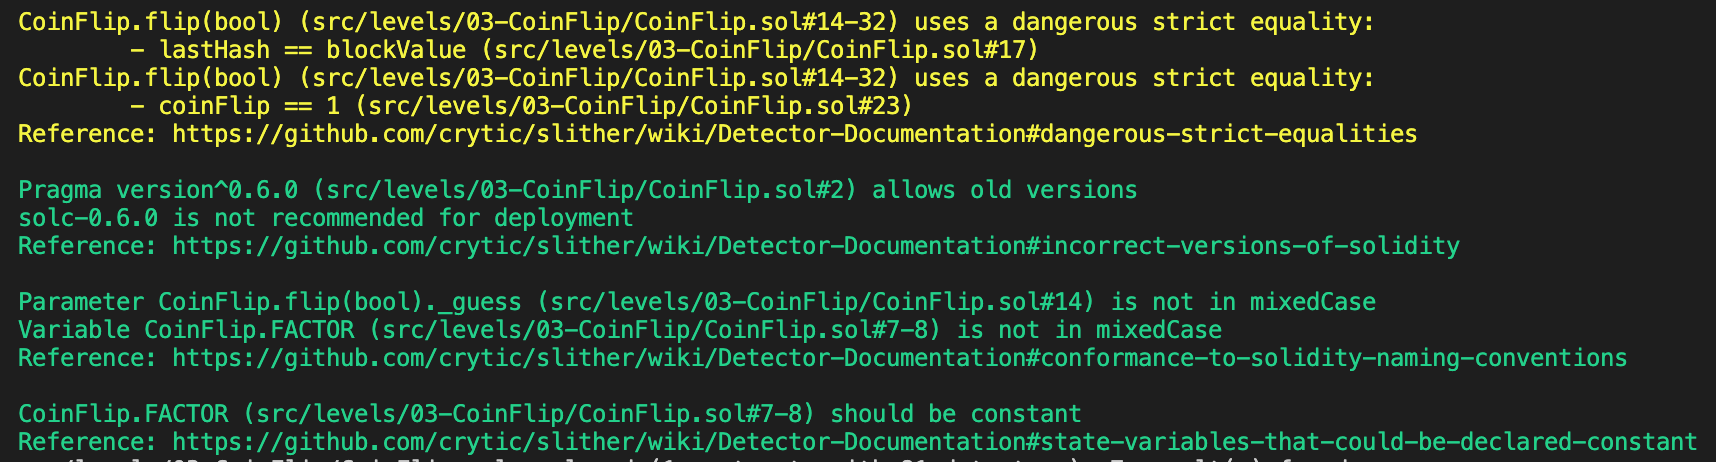 CoinFlip.flip(bool) (src/levels/03-CoinFlip/CoinFlip.sol#14-32) uses a dangerous strict equality:
- lastHash == blockValue (src/levels/03-CoinFlip/CoinFlip.sol#17)
CoinFlip.flip(bool) (src/levels/03-CoinFlip/CoinFlip.sol#14-32) uses a dangerous strict equality:
- coinFlip == 1 (src/levels/03-CoinFlip/CoinFlip.sol#23)
Reference: https://github.com/crytic/slither/wiki/Detector-Documentation#dangerous-strict-equalities
Pragma version^0.6.0 (src/levels/03-CoinFlip/CoinFlip.sol#2) allows old versions
solc-0.6.0 is not recommended for deployment
Reference: https://github.com/crytic/slither/wiki/Detector-Documentation#incorrect-versions-of-solidity
Parameter CoinFlip.flip(bool)._guess (src/levels/03-CoinFlip/CoinFlip.sol#14) is not in mixedCase
Variable CoinFlip.FACTOR (src/levels/03-CoinFlip/CoinFlip.sol#7-8) is not in mixedCase
Reference: https://github.com/crytic/slither/wiki/Detector-Documentation#conformance-to-solidity-naming-conventions
CoinFlip.FACTOR (src/levels/03-CoinFlip/CoinFlip.sol#7-8) should be constant
Reference: https://github.com/crytic/slither/wiki/Detector-Documentation#state-variables-that-could-be-declared-constant